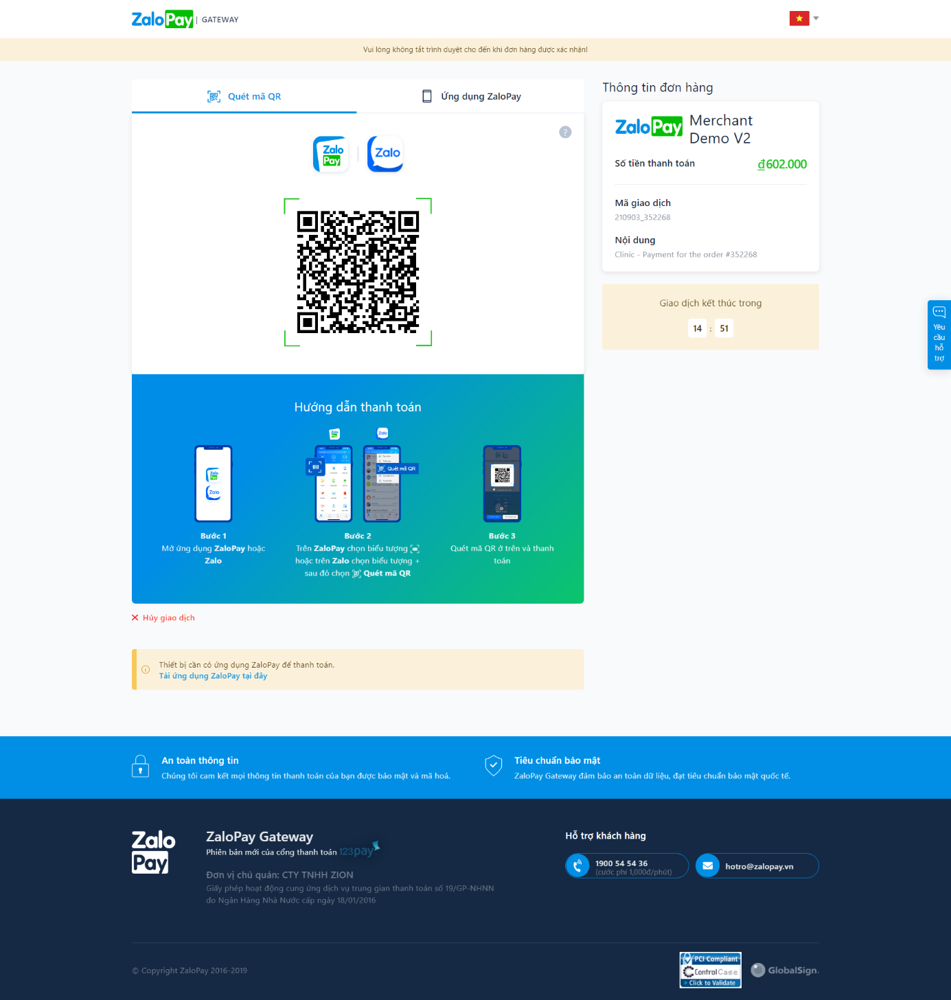 ZaloPay | GATEWAY
Vui lòng không tắt trình duyệt cho đến khi đơn hàng được xác nhận!
Quét mã QR
Ứng dụng ZaloPay
?
Zalo Pay
Zalo
Thông tin đơn hàng
ZaloPay
Merchant
Demo V2
Số tiền thanh toán
₫602.000
Mã giao dịch
210903_352268
Nội dung
Clinic - Payment for the order #352268
Giao dịch kết thúc trong
14 : 51
Yêu
cầu
hỗ
trợ
Hướng dẫn thanh toán
Zalo Pay
Zalo
Zalo
Pay
Zalo
Quét mã QR
Bước 1
Mở ứng dụng ZaloPay hoặc
Zalo
Bước 2
Trên ZaloPay chọn biểu tượng
hoặc trên Zalo chọn biểu tượng +
sau đó chọn Quét mã QR
Bước 3
Quét mã QR ở trên và thanh
toán
Hủy giao dịch
Thiết bị cần có ứng dụng ZaloPay để thanh toán.
Tải ứng dụng ZaloPay tại đây
An toàn thông tin
Chúng tôi cam kết mọi thông tin thanh toán của bạn được bảo mật và mã hoá.
Tiêu chuẩn bảo mật
ZaloPay Gateway đảm bảo an toàn dữ liệu, đạt tiêu chuẩn bảo mật quốc tế.
Zalo
Pay
ZaloPay Gateway
Phiên bản mới của cổng thanh toán 123pay
Đơn vị chủ quản: CTY TNHH ZION
Giấy phép hoạt động cung ứng dịch vụ trung gian thanh toán số 19/GP-NHNN
do Ngân Hàng Nhà Nước cấp ngày 18/01/2016
Hỗ trợ khách hàng
1900 54 54 36
(cước phí 1,000đ/phút)
hotro@zalopay.vn
© Copyright ZaloPay 2016-2019
PCI Compliant
ControlCase
> Click to Validate
GlobalSign.